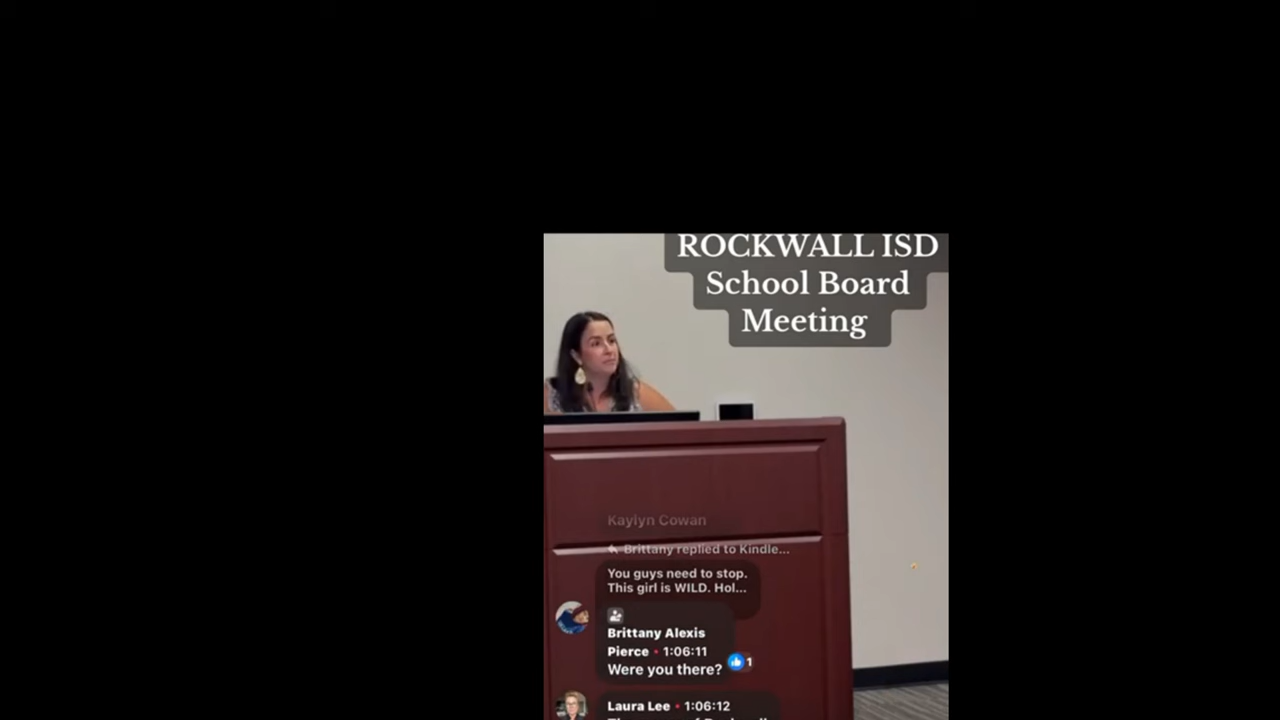 ROCKWALL ISD
School Board
Meeting
Kaylyn Cowan
Brittany replied to Kindle...
You guys need to stop.
This girl is WILD. Hol...
Brittany Alexis
Pierce • 1:06:11
Were you there? 1
Laura Lee • 1:06:12